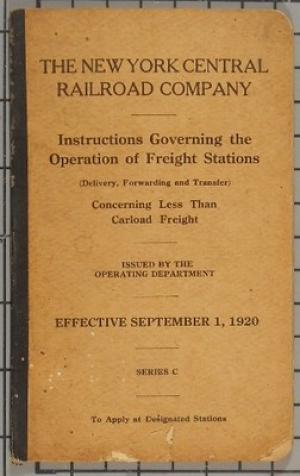 THE NEW YORK CENTRAL
RAILROAD COMPANY
Instructions Governing the
Operation of Freight Stations
(Delivery, Forwarding and Transfer)
Concerning Less Than
Carload Freight
ISSUED BY THE
OPERATING DEPARTMENT
EFFECTIVE SEPTEMBER 1, 1920
SERIES C
To Apply at Designated Stations